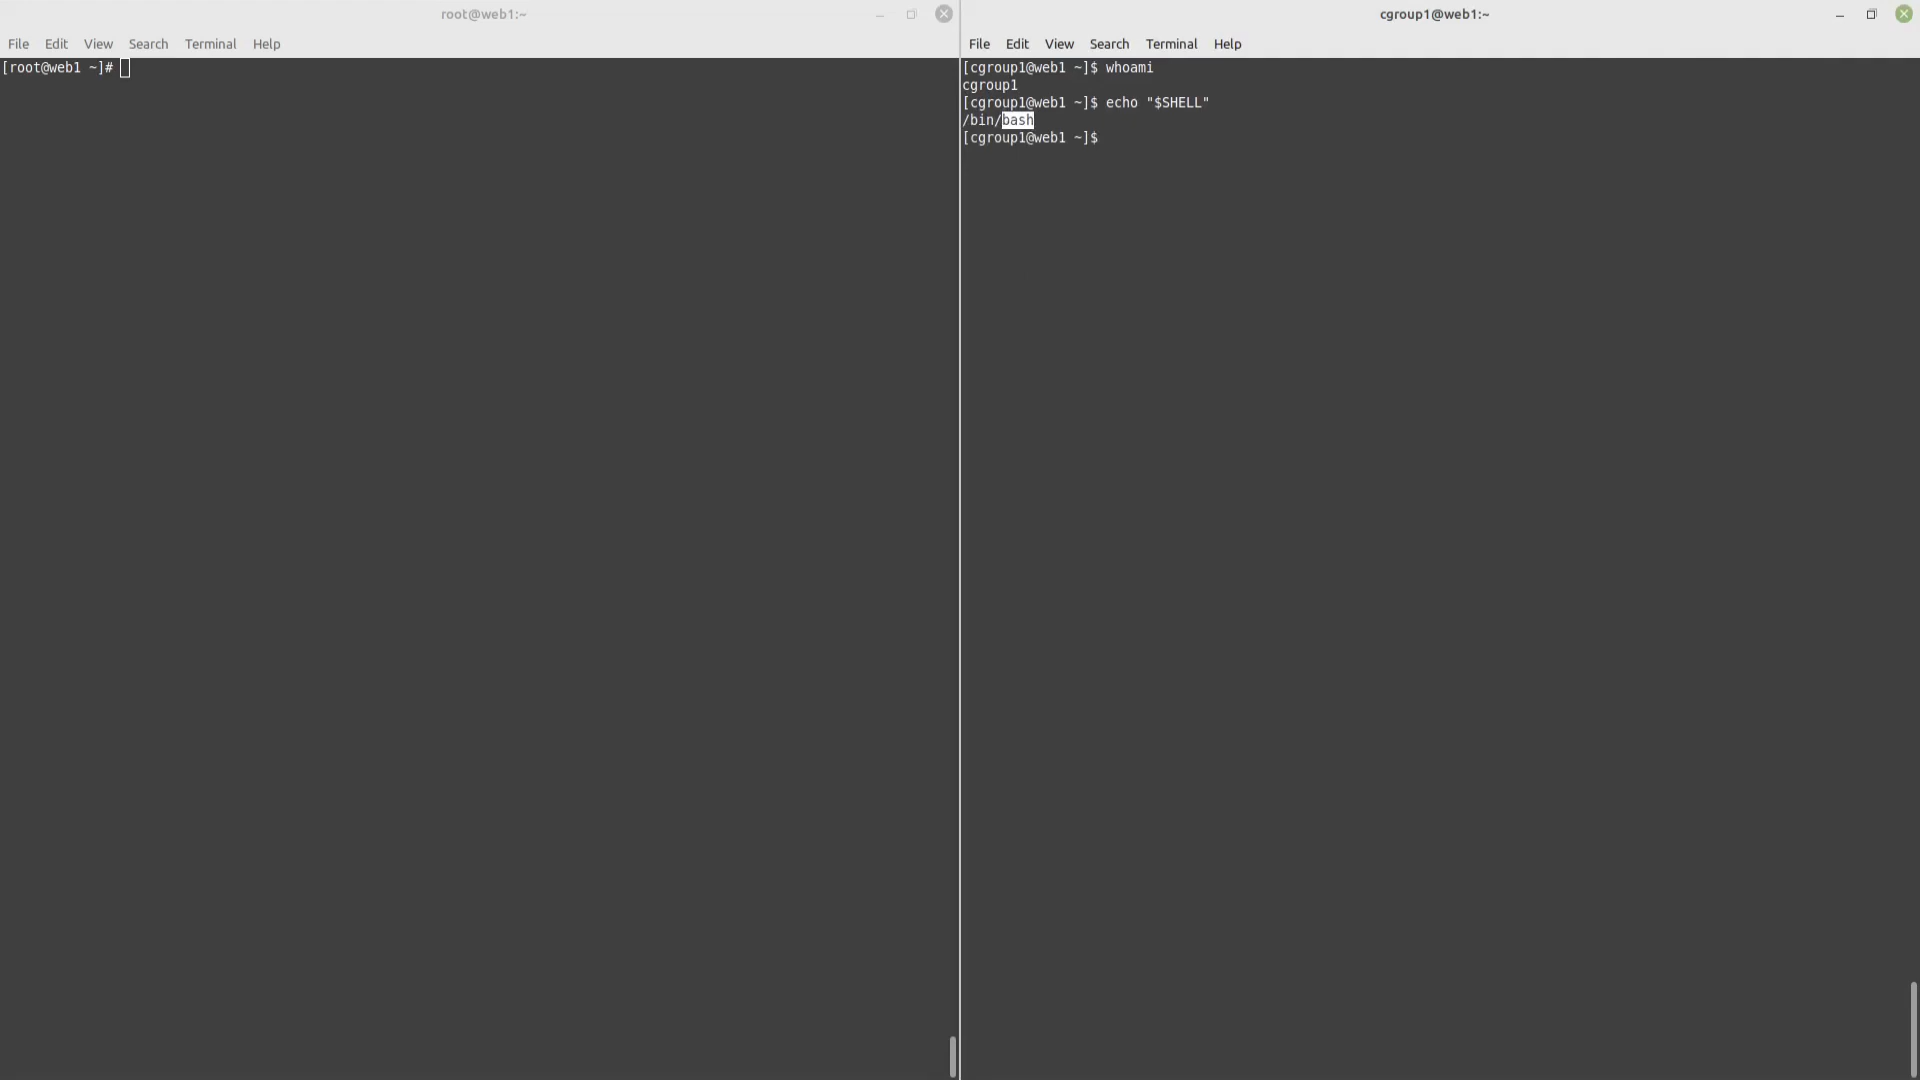 root@web1:~
File Edit View Search Terminal Help
[root@web1 ~]#
cgroup1@web1:~
File Edit View Search Terminal Help
[cgroup1@web1 ~]$ whoami
cgroup1
[cgroup1@web1 ~]$ echo "$SHELL"
/bin/bash
[cgroup1@web1 ~]$